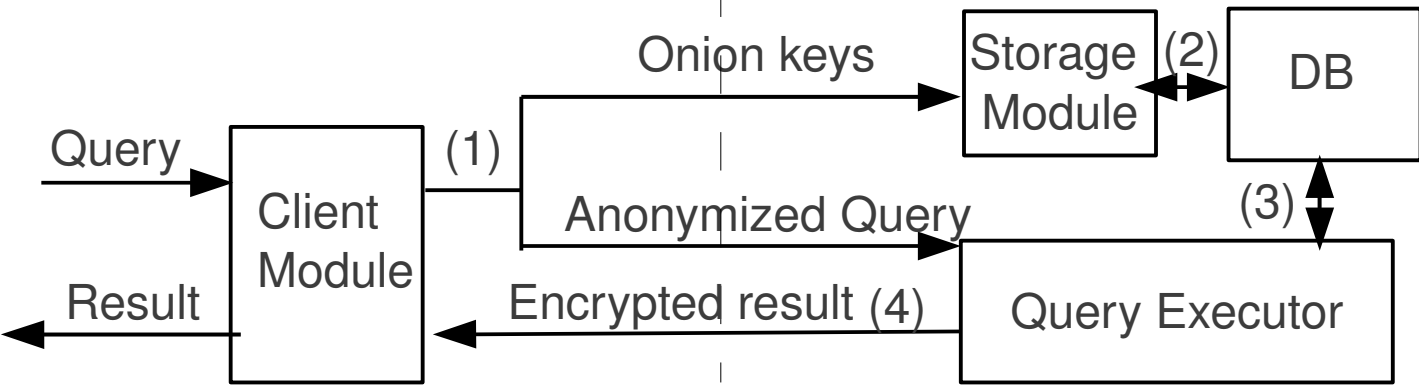 Onion keys
Storage
Module
(2)
DB
Query
(1)
Client
Module
Anonymized Query
(3)
Result
Encrypted result (4)
Query Executor